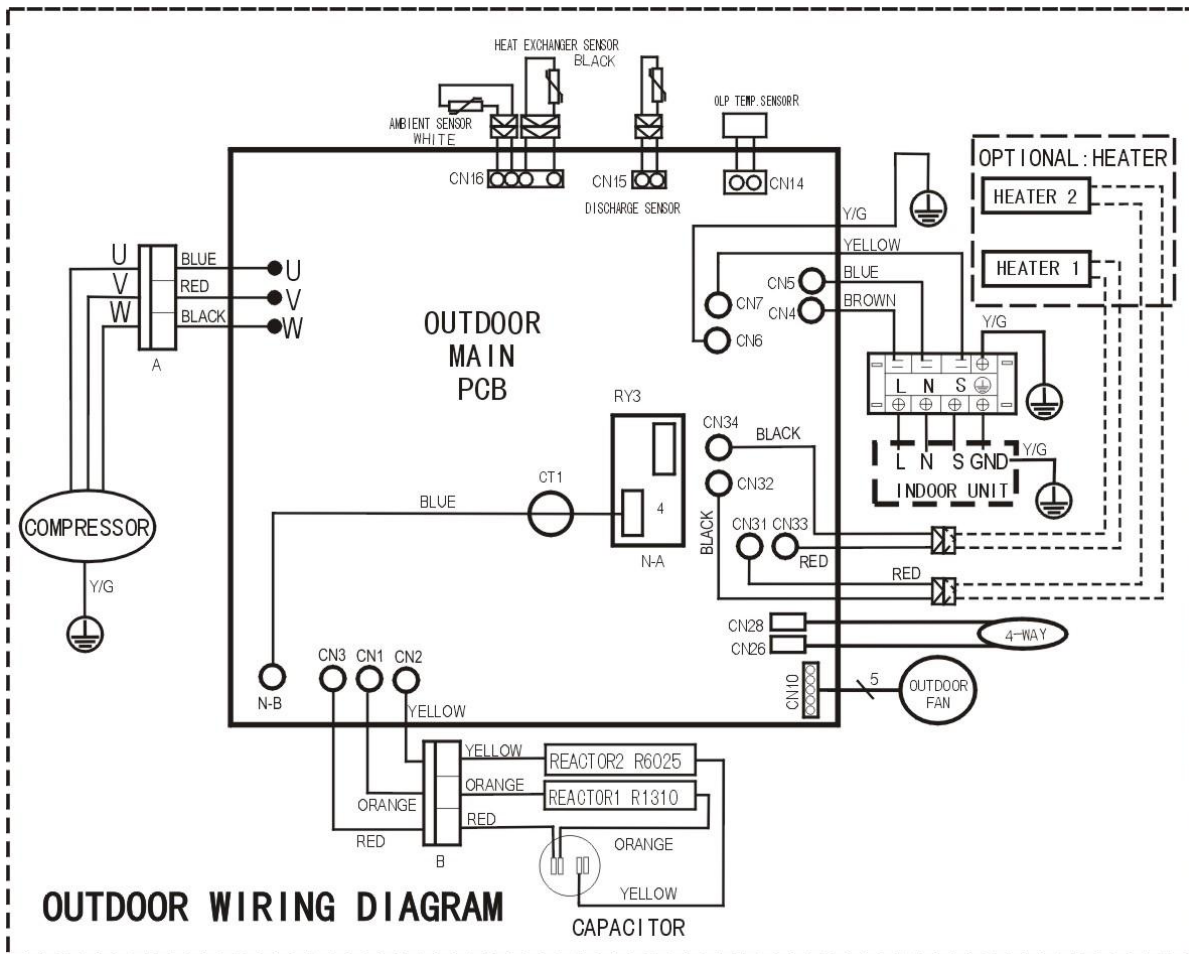 HEAT EXCHANGER SENSOR
BLACK
AMBIENT SENSOR
WHITE
OLP TEMP.SENSORR
CN16
CN15
CN14
DISCHARGE SENSOR
OPTIONAL:HEATER
HEATER 2
HEATER 1
Y/G
YELLOW
BLUE
BROWN
CN5
CN4
CN7
CN6
Y/G
L N S
L N S GND
Y/G
INDOOR UNIT
U
V
W
BLUE
RED
BLACK
U
V
W
A
OUTDOOR
MAIN
PCB
RY3
4
N-A
CT1
BLUE
N-B
CN34
CN32
BLACK
BLACK
CN31
CN33
RED
RED
COMPRESSOR
Y/G
CN28
CN26
4-WAY
CN10
5
OUTDOOR
FAN
CN3
CN1
CN2
YELLOW
ORANGE
RED
B
YELLOW
ORANGE
RED
REACTOR2 R6025
REACTOR1 R1310
ORANGE
YELLOW
CAPACITOR
OUTDOOR WIRING DIAGRAM